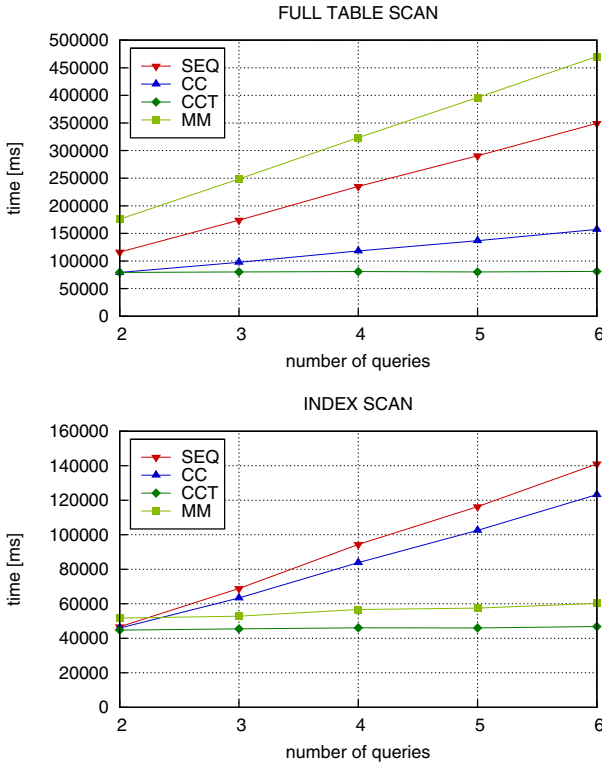 FULL TABLE SCAN
500000
450000
400000
350000
300000
250000
200000
150000
100000
50000
0
time [ms]
SEQ
CC
CCT
MM
2 3 4 5 6
number of queries
INDEX SCAN
160000
140000
120000
100000
80000
60000
40000
20000
0
time [ms]
SEQ
CC
CCT
MM
2 3 4 5 6
number of queries